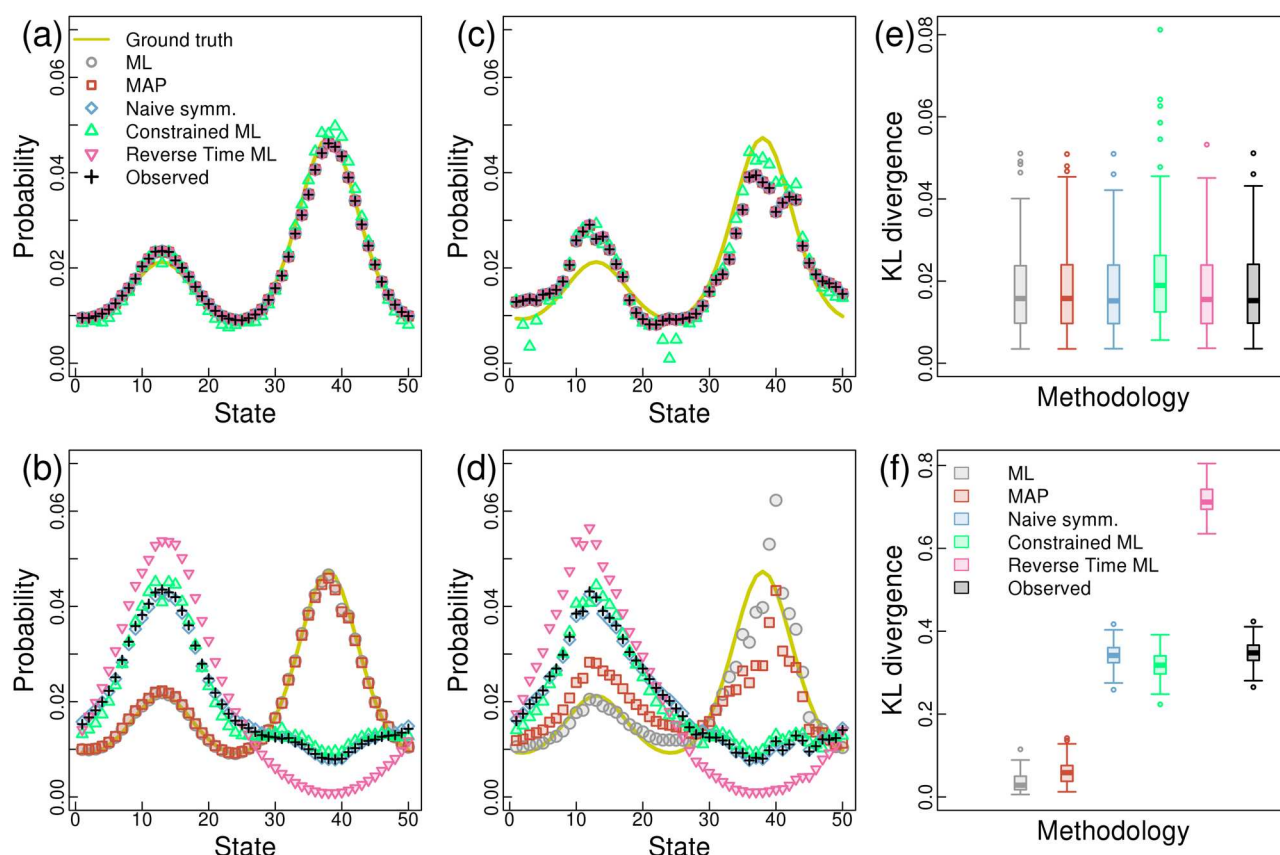 (a)
Ground truth
ML
MAP
Naive symm.
Constrained ML
Reverse Time ML
Observed
Probability
0.00 0.02 0.04 0.06
0 10 20 30 40 50
State
(c)
Probability
0.00 0.02 0.04 0.06
0 10 20 30 40 50
State
(e)
KL divergence
0.00 0.02 0.04 0.06 0.08
Methodology
(b)
Probability
0.00 0.02 0.04 0.06
0 10 20 30 40 50
State
(d)
Probability
0.00 0.02 0.04 0.06
0 10 20 30 40 50
State
(f)
ML
MAP
Naive symm.
Constrained ML
Reverse Time ML
Observed
KL divergence
0.0 0.2 0.4 0.6 0.8
Methodology